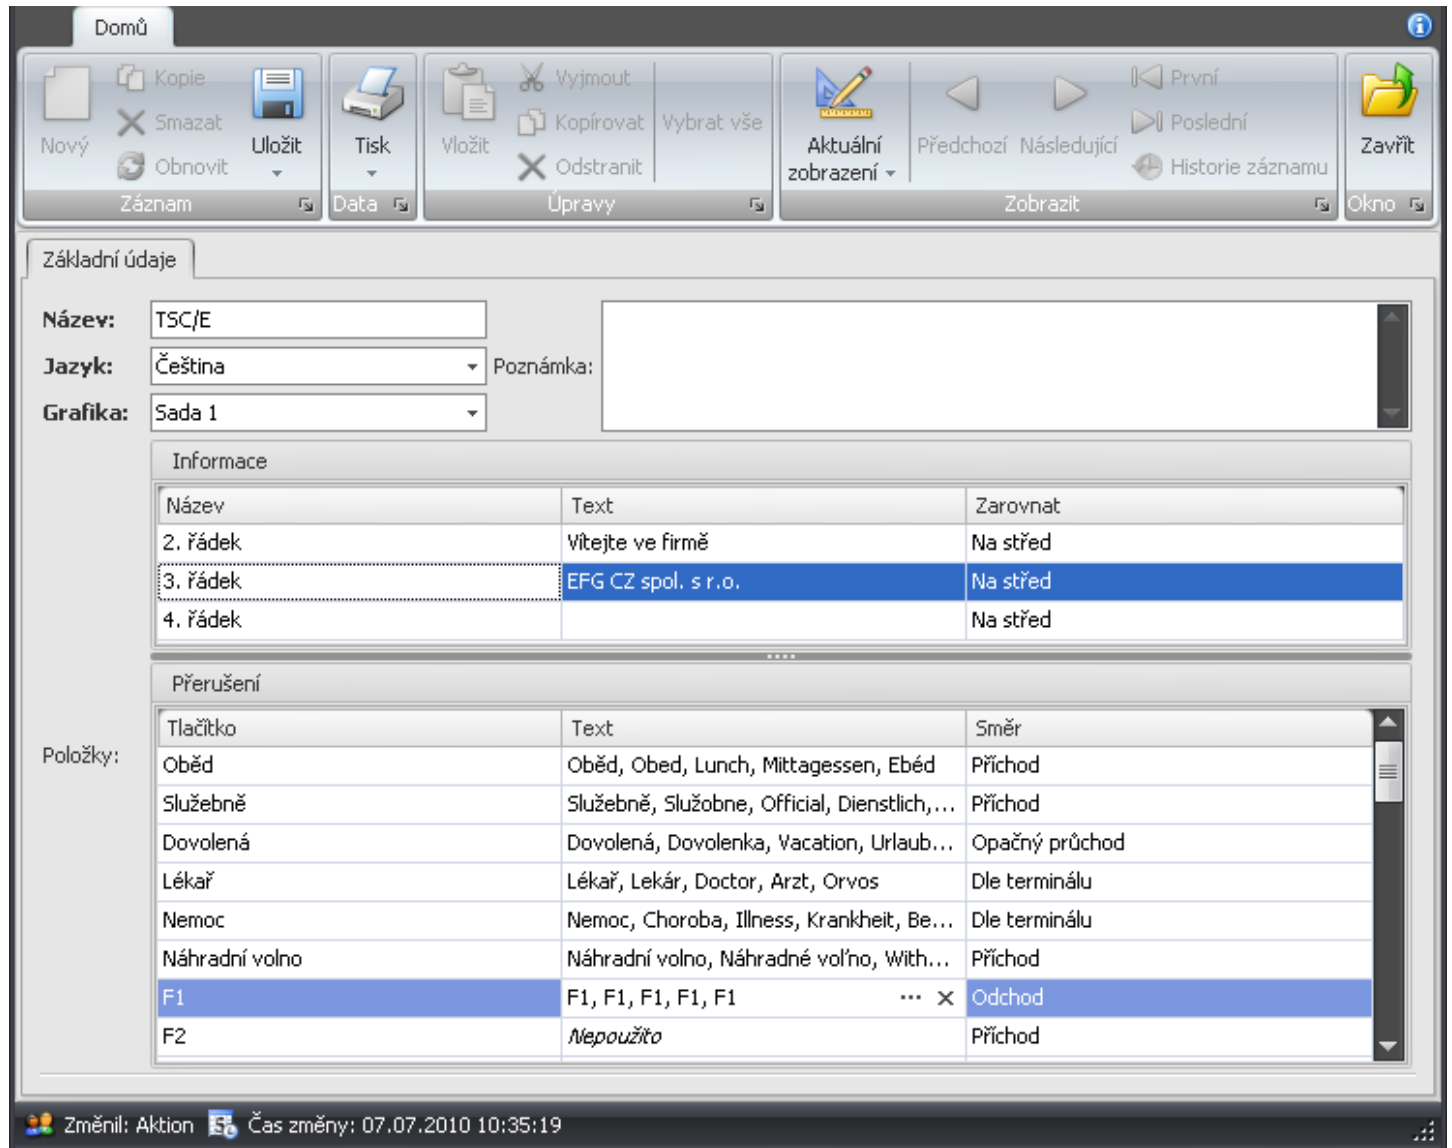 Domů
Nový
Kopie
Smazat
Obnovit
Uložit
Záznam
Tisk
Data
Vložit
Vyjmout
Kopírovat
Odstranit
Vybrat vše
Úpravy
Aktuální
zobrazení
Předchozí
Následující
První
Poslední
Historie záznamu
Zobrazit
Zavřít
Okno
Základní údaje
Název: TSC/E
Jazyk: Čeština
Poznámka:
Grafika: Sada 1
Informace
Název Text Zarovnat
2. řádek Vítejte ve firmě Na střed
3. řádek EFG CZ spol. s r.o. Na střed
4. řádek Na střed
Přerušení
Položky:
Tlačítko Text Směr
Oběd Oběd, Obed, Lunch, Mittagessen, Ebéd Příchod
Služebně Služebně, Služobne, Official, Dienstlich,... Příchod
Dovolená Dovolená, Dovolenka, Vacation, Urlaub... Opačný průchod
Lékař Lékař, Lekár, Doctor, Arzt, Orvos Dle terminálu
Nemoc Nemoc, Choroba, Illness, Krankheit, Be... Dle terminálu
Náhradní volno Náhradní volno, Náhradné voľno, With... Příchod
F1 F1, F1, F1, F1, F1 ... Odchod
F2 Nepoužito Příchod
Změnil: Aktion Čas změny: 07.07.2010 10:35:19